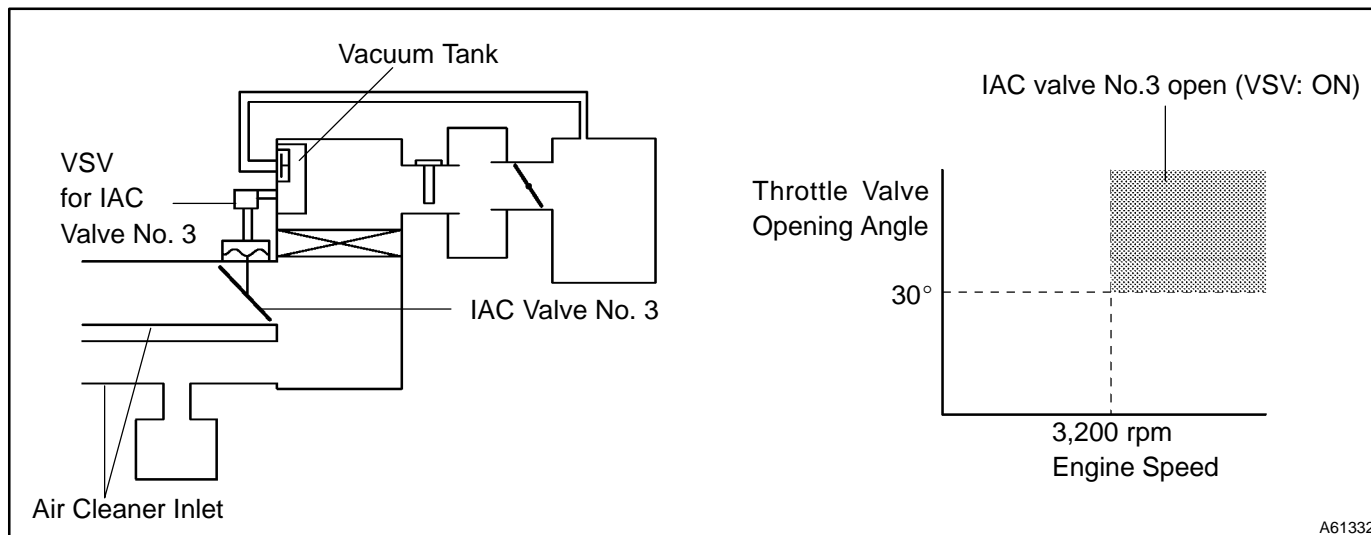 Vacuum Tank
VSV
for IAC
Valve No. 3
IAC Valve No. 3
Air Cleaner Inlet
IAC valve No.3 open (VSV: ON)
Throttle Valve
Opening Angle
30°
3,200 rpm
Engine Speed
A61332